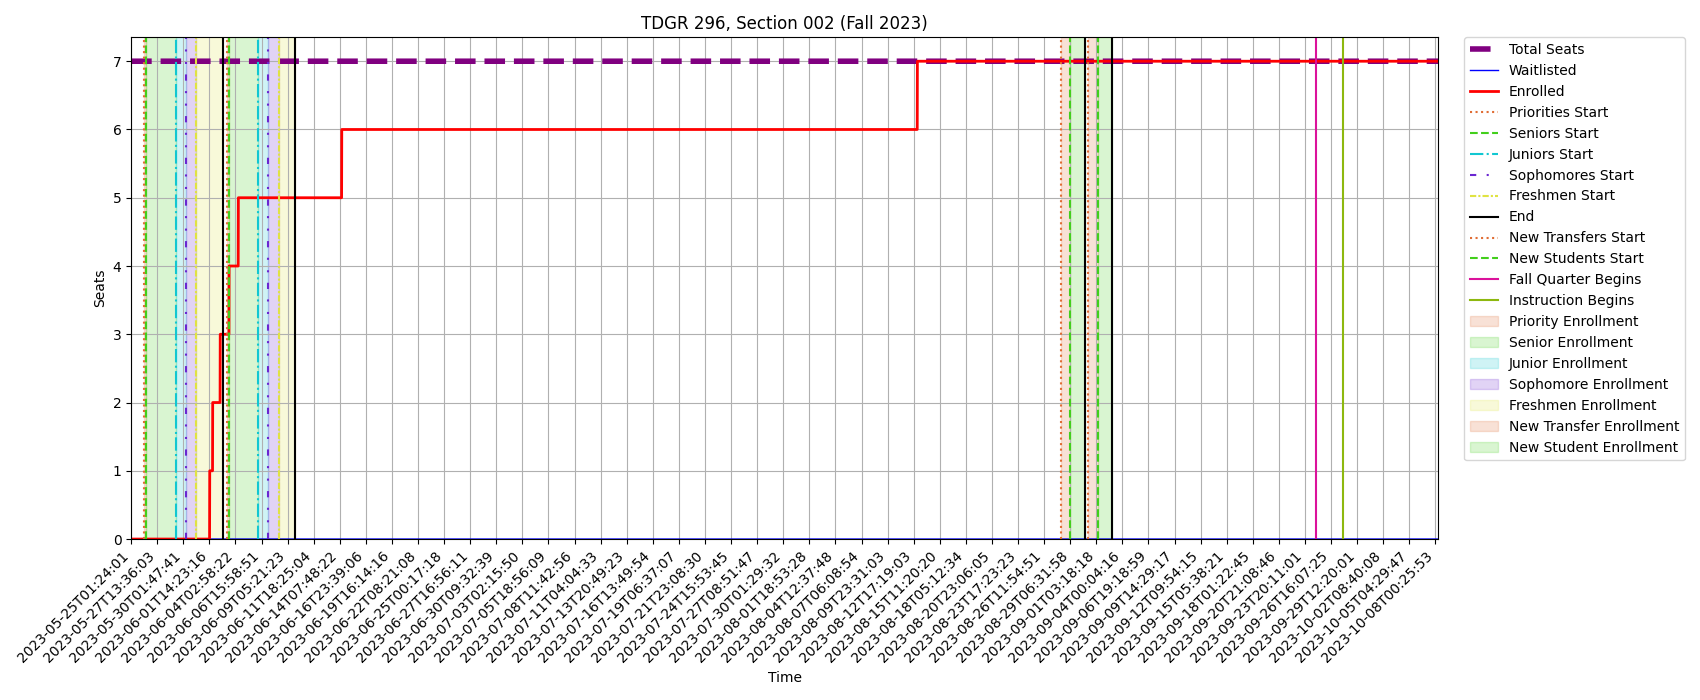 TDGR 296, Section 002 (Fall 2023)
Seats
7
6
5
4
3
2
1
0
2023-05-25T01:24:01
2023-05-27T13:36:03
2023-05-30T01:47:41
2023-06-01T14:23:16
2023-06-04T02:58:22
2023-06-06T15:58:51
2023-06-09T05:21:23
2023-06-11T18:25:04
2023-06-14T07:48:22
2023-06-16T23:39:06
2023-06-19T16:14:16
2023-06-22T08:21:08
2023-06-25T00:17:18
2023-06-27T16:56:11
2023-06-30T09:32:39
2023-07-03T02:15:50
2023-07-05T18:56:09
2023-07-08T11:42:56
2023-07-11T04:04:33
2023-07-13T20:49:23
2023-07-16T13:49:54
2023-07-19T06:37:07
2023-07-21T23:08:30
2023-07-24T15:53:45
2023-07-27T08:51:47
2023-07-30T01:29:32
2023-08-01T18:53:28
2023-08-04T12:37:48
2023-08-07T06:08:54
2023-08-09T23:31:03
2023-08-12T17:19:03
2023-08-15T11:20:20
2023-08-18T05:12:34
2023-08-20T23:06:05
2023-08-23T17:23:23
2023-08-26T11:54:51
2023-08-29T06:31:58
2023-09-01T03:18:18
2023-09-04T00:04:16
2023-09-06T19:18:59
2023-09-09T14:29:17
2023-09-12T09:54:15
2023-09-15T05:38:21
2023-09-18T01:22:45
2023-09-20T21:08:46
2023-09-23T20:11:01
2023-09-26T16:07:25
2023-09-29T12:20:01
2023-10-02T08:40:08
2023-10-05T04:29:47
2023-10-08T00:25:53
Time
Total Seats
Waitlisted
Enrolled
Priorities Start
Seniors Start
Juniors Start
Sophomores Start
Freshmen Start
End
New Transfers Start
New Students Start
Fall Quarter Begins
Instruction Begins
Priority Enrollment
Senior Enrollment
Junior Enrollment
Sophomore Enrollment
Freshmen Enrollment
New Transfer Enrollment
New Student Enrollment